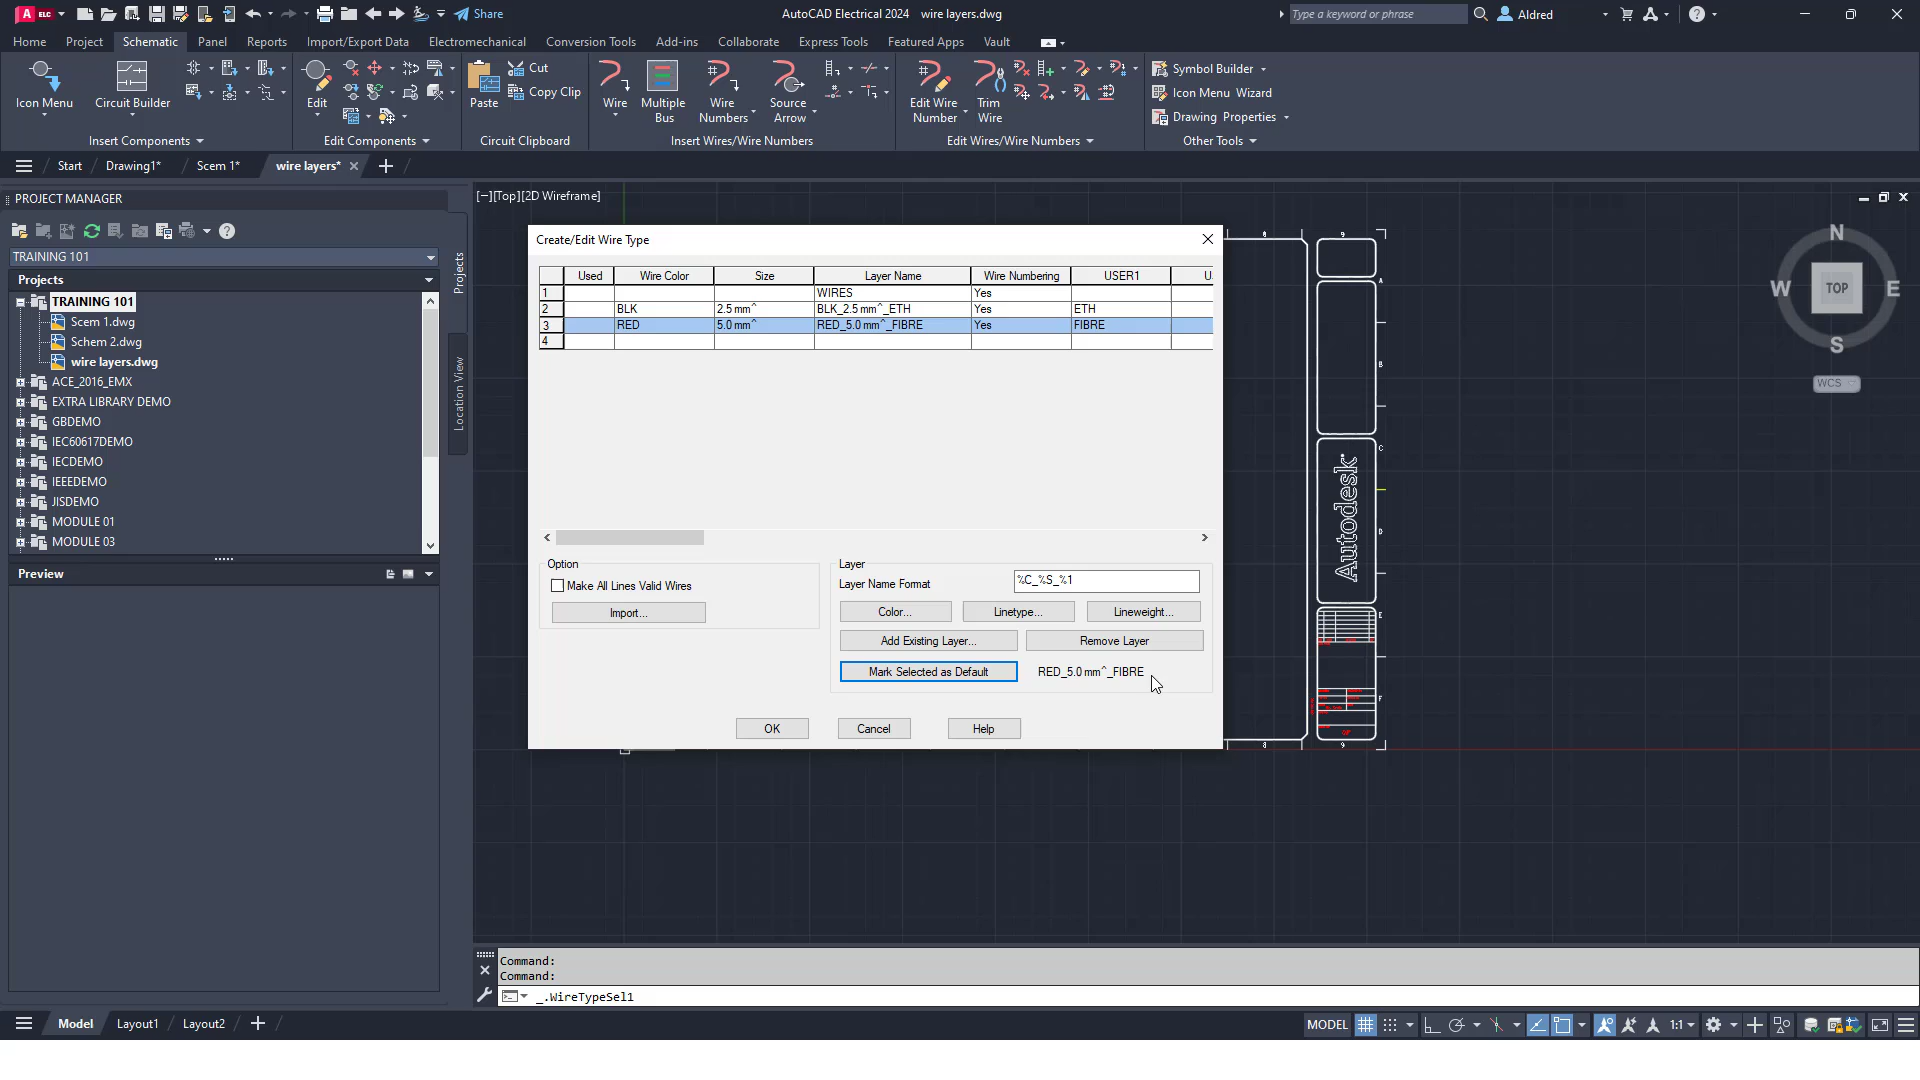 ELC
Share
AutoCAD Electrical 2024 wire layers.dwg
Type a keyword or phrase
Aldred
Home Project Schematic Panel Reports Import/Export Data Electromechanical Conversion Tools Add-ins Collaborate Express Tools Featured Apps Vault
Icon Menu
Circuit Builder
Insert Components
Edit
Edit Components
Paste
Cut
Copy Clip
Circuit Clipboard
Wire
Multiple Bus
Wire Numbers
Source Arrow
Insert Wires/Wire Numbers
Edit Wire Number
Trim Wire
Edit Wires/Wire Numbers
Symbol Builder
Icon Menu Wizard
Drawing Properties
Other Tools
Start Drawing1* Scem 1* wire layers*
PROJECT MANAGER
TRAINING 101
Projects
TRAINING 101
Scem 1.dwg
Schem 2.dwg
wire layers.dwg
ACE_2016_EMX
EXTRA LIBRARY DEMO
GBDEMO
IEC60617DEMO
IECDEMO
IEEEDEMO
JISDEMO
MODULE 01
MODULE 03
Preview
Projects
Location View
[−][Top][2D Wireframe]
Create/Edit Wire Type
Used Wire Color Size Layer Name Wire Numbering USER1 U
1 WIRES Yes
2 BLK 2.5 mm^ BLK_2.5 mm^_ETH Yes ETH
3 RED 5.0 mm^ RED_5.0 mm^_FIBRE Yes FIBRE
4
Option
Make All Lines Valid Wires
Import...
Layer
Layer Name Format %C_%S_%1
Color... Linetype... Lineweight...
Add Existing Layer... Remove Layer
Mark Selected as Default RED_5.0 mm^_FIBRE
OK Cancel Help
8 9
A
B
C
D
E
F
Autodesk
8 9
N
W TOP E
S
WCS
Command:
Command:
_.WireTypeSel1
Model Layout1 Layout2
MODEL
1:1